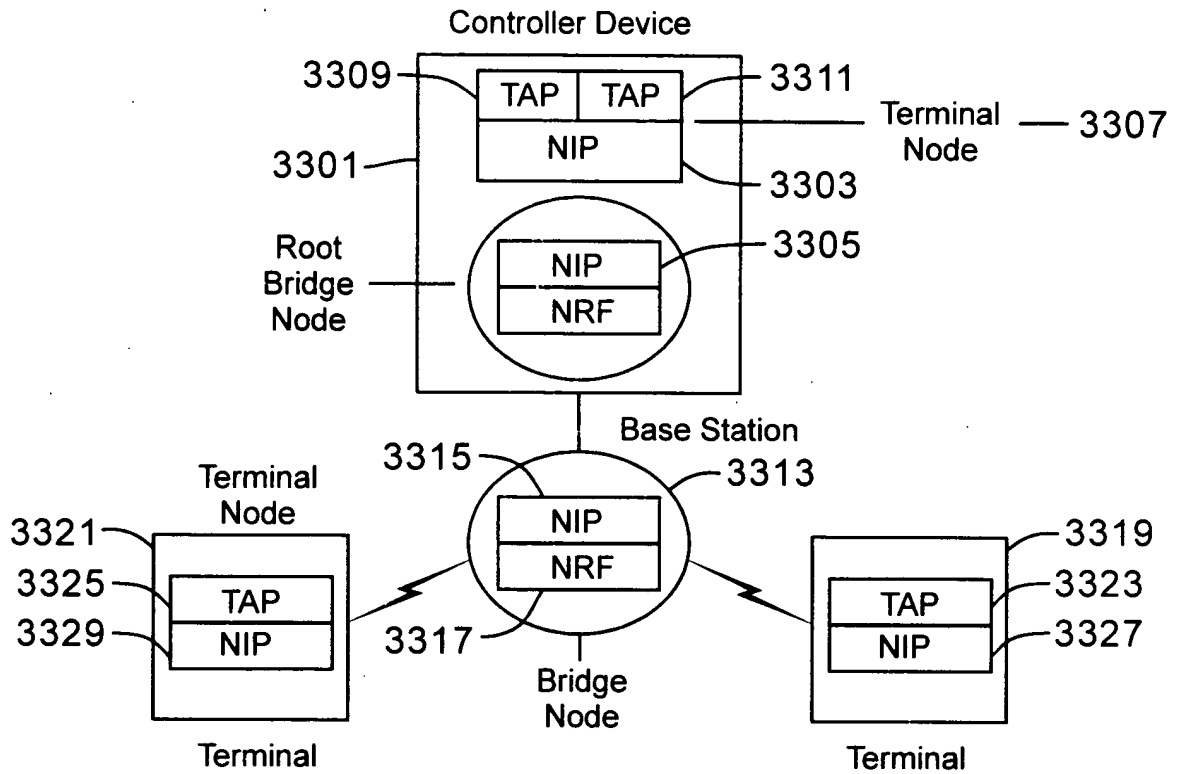 Controller Device
3309
TAP
TAP
3311
Terminal
Node
3307
3301
NIP
3303
Root
Bridge
Node
NIP
3305
NRF
Base Station
3315
3313
Terminal
Node
3321
NIP
3319
3325
TAP
NRF
TAP
3323
3329
NIP
3317
NIP
3327
Bridge
Node
Terminal
Terminal